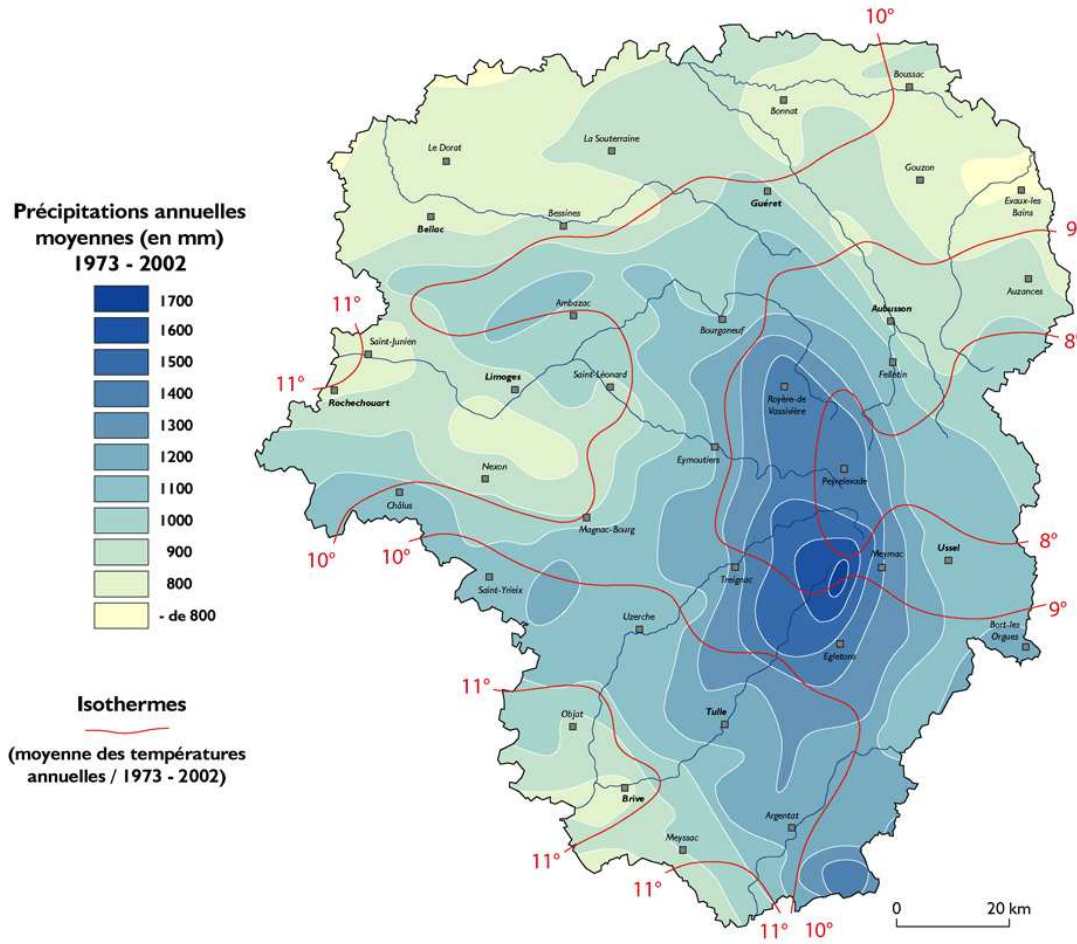 Précipitations annuelles
moyennes (en mm)
1973 - 2002
1700
1600
1500
1400
1300
1200
1100
1000
900
800
- de 800
Isothermes
(moyenne des températures
annuelles / 1973 - 2002)
10°
Boussac
Bonnat
La Souterraine
Le Dorat
Gouzon
Evaux-les
Bains
Guéret
Bellac
Bessines
9°
Auzances
11°
Ambazac
Bourganeuf
Aubusson
8°
Saint-Junien
Felletin
11°
Rochechouart
Limoges
Saint-Léonard
Royère-de
Vassivière
Eymoutiers
Peyrelevade
Nexon
Châlus
Magnac-Bourg
10°
10°
8°
Saint-Yrieix
Treignac
Meymac
Ussel
9°
Uzerche
Bort-les
Orgues
Egletons
11°
Objat
Tulle
Brive
Argentat
Meyssac
11°
11°
11°
10°
0
20 km